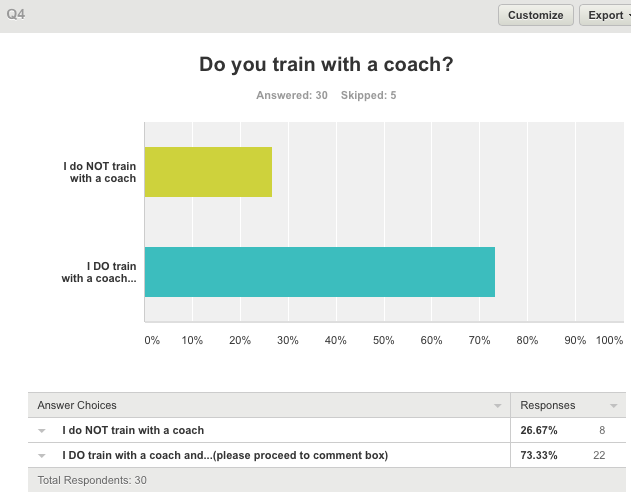 Q4
Customize
Export
Do you train with a coach?
Answered: 30 Skipped: 5
I do NOT train
with a coach
I DO train
with a coach...
0% 10% 20% 30% 40% 50% 60% 70% 80% 90% 100%
Answer Choices Responses
I do NOT train with a coach 26.67% 8
I DO train with a coach and...(please proceed to comment box) 73.33% 22
Total Respondents: 30